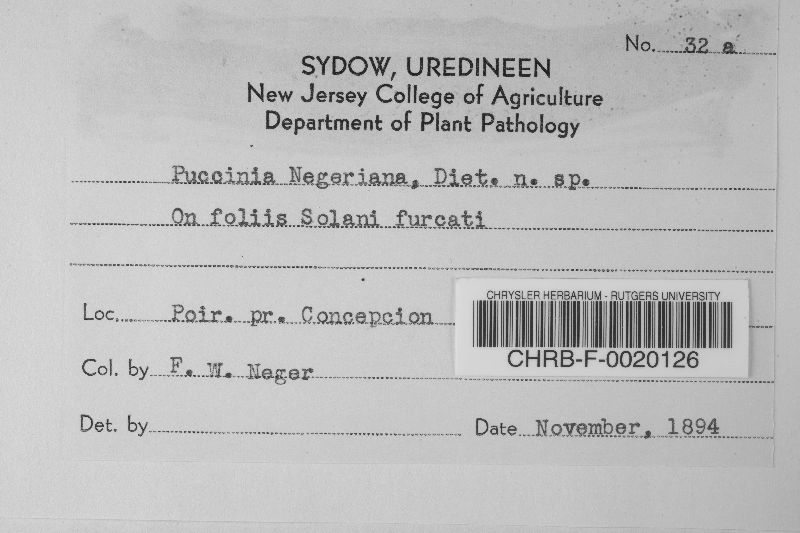 No. 32 a
SYDOW, UREDINEEN
New Jersey College of Agriculture
Department of Plant Pathology
Puccinia Negeriana, Diet. n. sp.
On foliis Solani furcati
Loc. Poir. pr. Concepcion
CHRYSLER HERBARIUM - RUTGERS UNIVERSITY
CHRB-F-0020126
Col. by F. W. Neger
Det. by
Date November, 1894